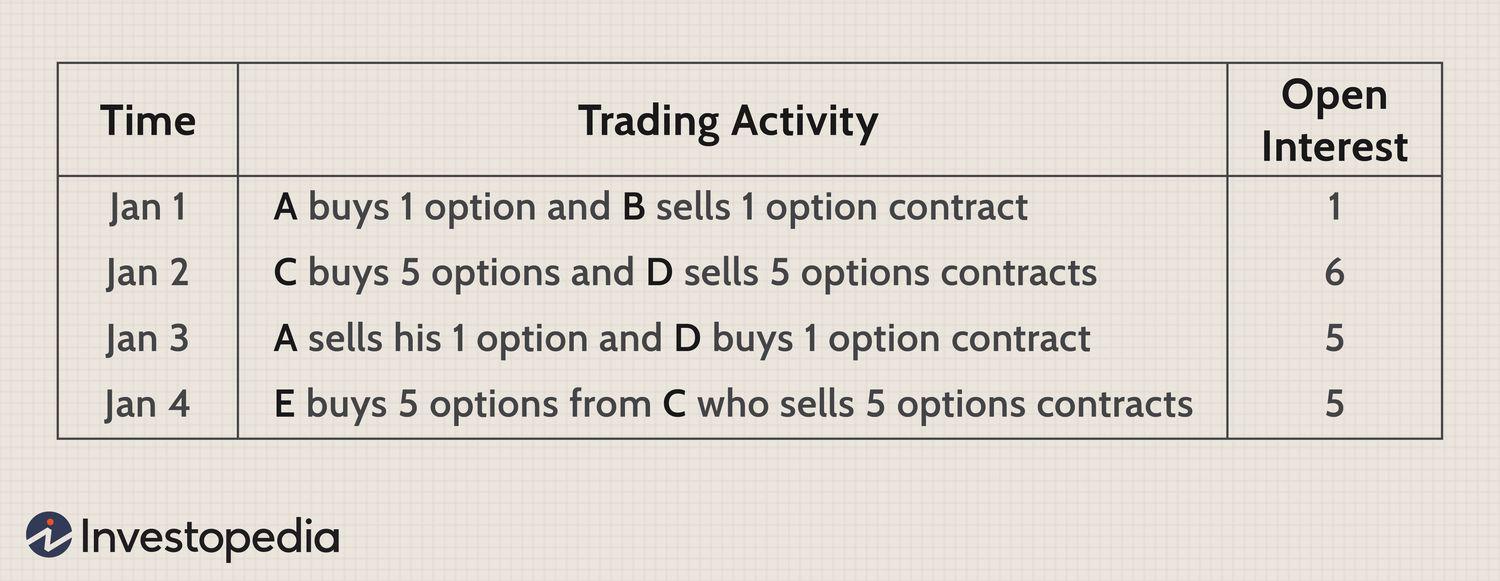 Time Trading Activity Open Interest
Jan 1 A buys 1 option and B sells 1 option contract 1
Jan 2 C buys 5 options and D sells 5 options contracts 6
Jan 3 A sells his 1 option and D buys 1 option contract 5
Jan 4 E buys 5 options from C who sells 5 options contracts 5
Investopedia